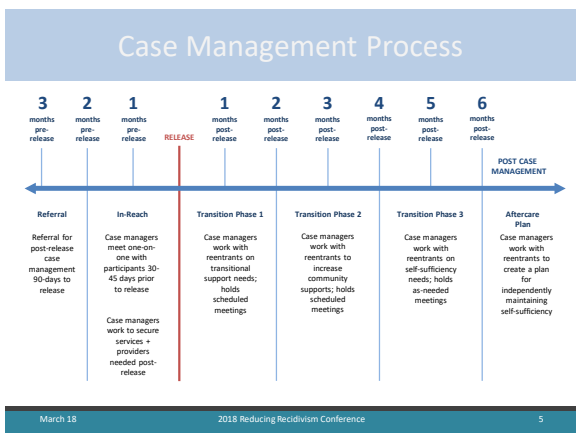 Case Management Process
3
months
pre-
release
2
months
pre-
release
1
months
pre-
release
RELEASE
1
months
post-
release
2
months
post-
release
3
months
post-
release
4
months
post-
release
5
months
post-
release
6
months
post-
release
POST CASE
MANAGEMENT
Referral
Referral for
post-release
case
management
90-days to
release
In-Reach
Case managers
meet one-on-
one with
participants 30-
45 days prior
to release
Case managers
work to secure
services +
providers
needed post-
release
Transition Phase 1
Case managers
work with
reentrants on
transitional
support needs;
holds
scheduled
meetings
Transition Phase 2
Case managers
work with
reentrants to
increase
community
supports; holds
scheduled
meetings
Transition Phase 3
Case managers
work with
reentrants on
self-sufficiency
needs; holds
as-needed
meetings
Aftercare
Plan
Case managers
work with
reentrants to
create a plan
for
independently
maintaining
self-sufficiency
March 18
2018 Reducing Recidivism Conference
5